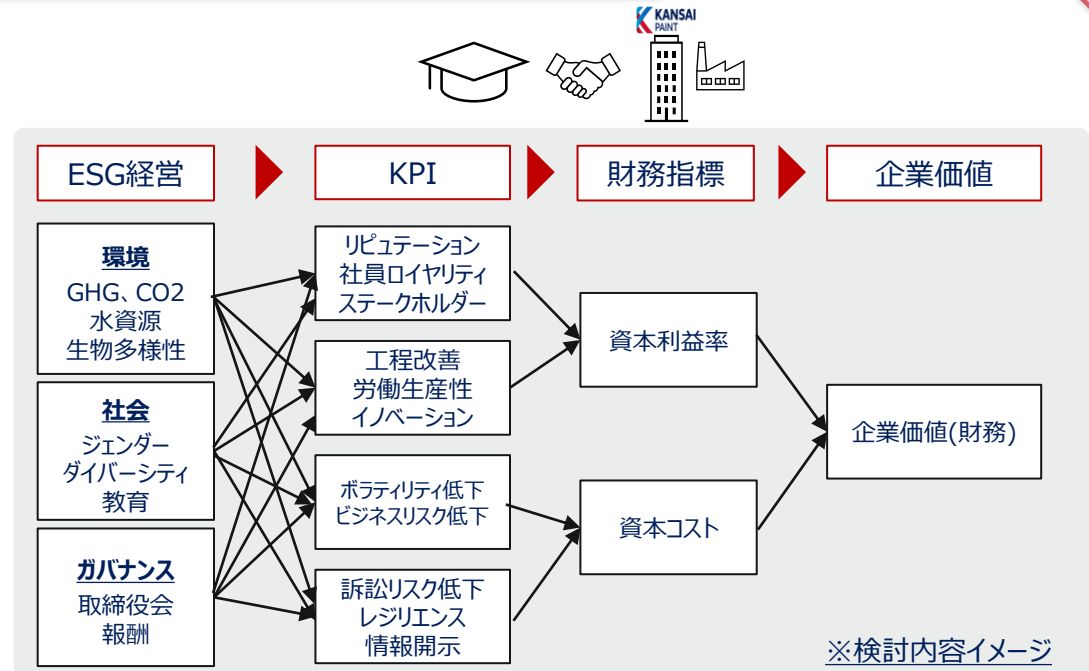 KANSAI
PAINT
ESG経営
KPI
財務指標
企業価値
環境
GHG、CO2
水資源
生物多様性
社会
ジェンダー
ダイバーシティ
教育
ガバナンス
取締役会
報酬
リピュテーション
社員ロイヤリティ
ステークホルダー
工程改善
労働生産性
イノベーション
ボラティリティ低下
ビジネスリスク低下
訴訟リスク低下
レジリエンス
情報開示
資本利益率
資本コスト
企業価値(財務)
※検討内容イメージ